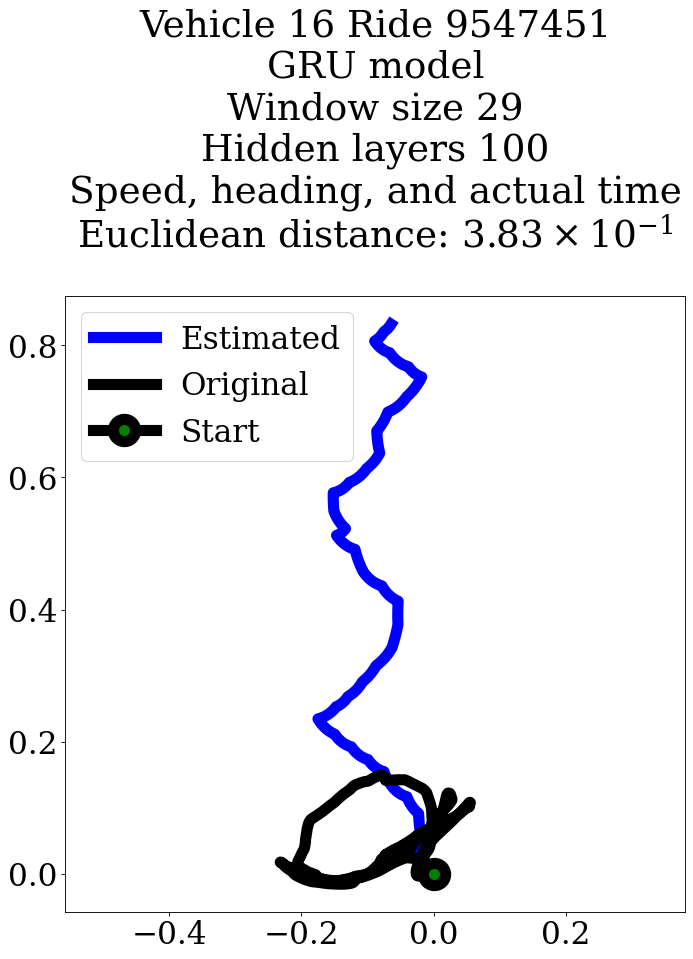 Vehicle 16 Ride 9547451
GRU model
Window size 29
Hidden layers 100
Speed, heading, and actual time
Euclidean distance: 3.83 × 10⁻¹
Estimated
Original
Start
0.8
0.6
0.4
0.2
0.0
−0.4 −0.2 0.0 0.2